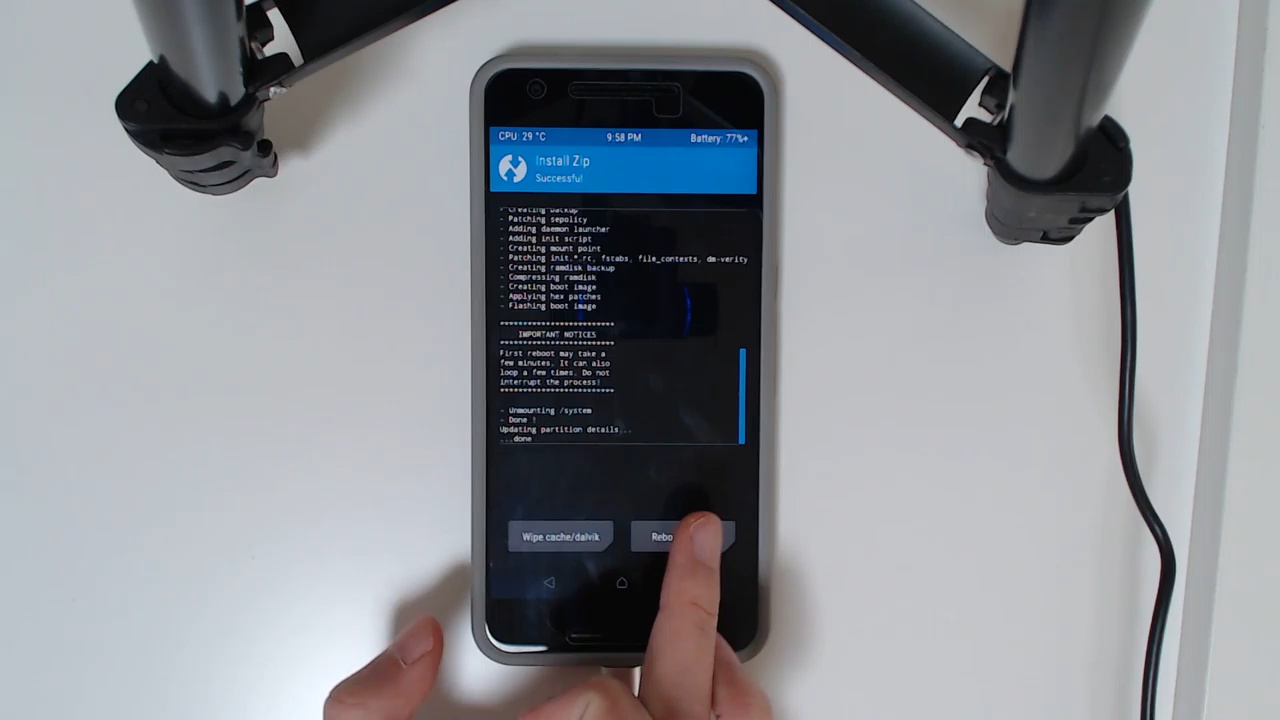 CPU: 29 °C 9:58 PM Battery: 77%+
Install Zip
Successful
- Creating backup
- Patching sepolicy
- Adding daemon launcher
- Adding init script
- Creating mount point
- Patching init.*.rc, fstabs, file_contexts, dm-verity
- Creating ramdisk backup
- Compressing ramdisk
- Creating boot image
- Applying hex patches
- Flashing boot image
*************************
IMPORTANT NOTICES
*************************
First reboot may take a
few minutes. It can also
loop a few times. Do not
interrupt the process!
*************************
- Unmounting /system
- Done !
Updating partition details...
...done
Wipe cache/dalvik